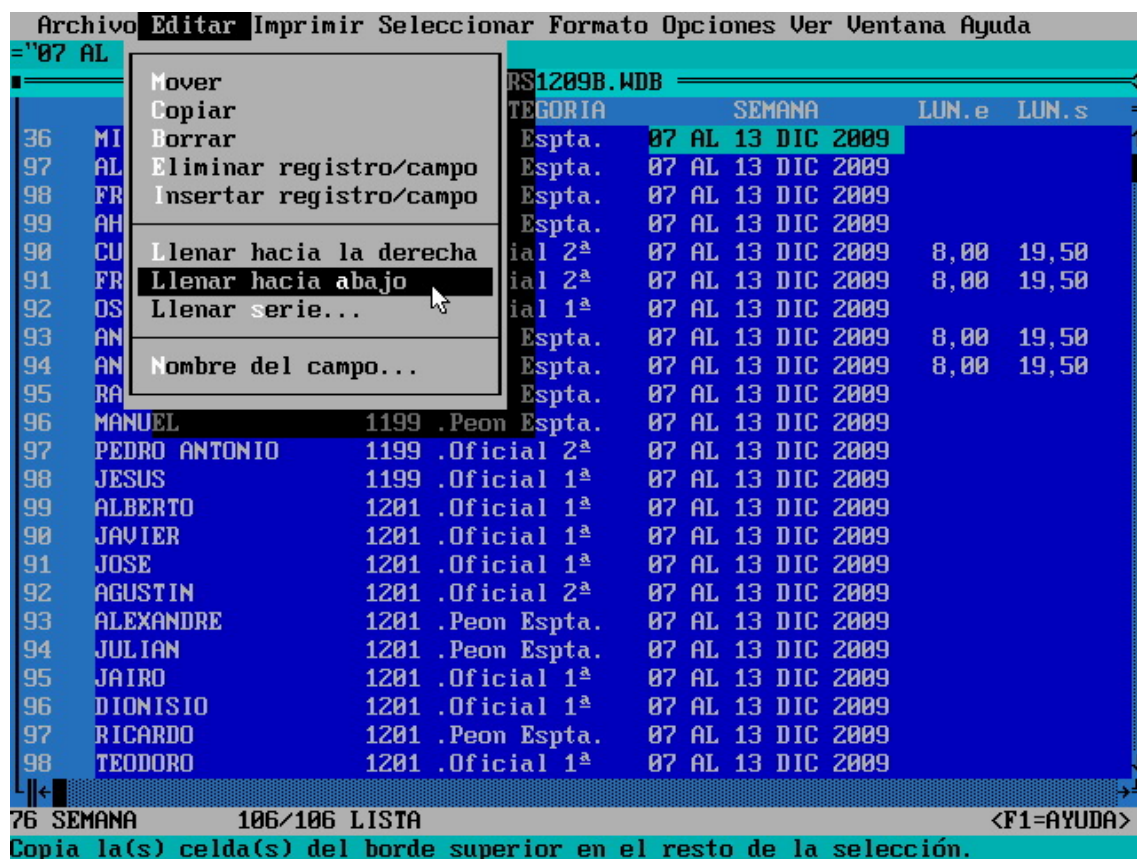 Archivo Editar Imprimir Seleccionar Formato Opciones Ver Ventana Ayuda
="07 AL
RS1209B.WDB
TEGORIA SEMANA LUN.e LUN.s
36 MI Espta. 07 AL 13 DIC 2009
97 AL Espta. 07 AL 13 DIC 2009
98 FR Espta. 07 AL 13 DIC 2009
99 AH Espta. 07 AL 13 DIC 2009
90 CU ial 2ª 07 AL 13 DIC 2009 8,00 19,50
91 FR ial 2ª 07 AL 13 DIC 2009 8,00 19,50
92 OS ial 1ª 07 AL 13 DIC 2009
93 AN Espta. 07 AL 13 DIC 2009 8,00 19,50
94 AN Espta. 07 AL 13 DIC 2009 8,00 19,50
95 RA Espta. 07 AL 13 DIC 2009
96 MANUEL 1199 .Peon Espta. 07 AL 13 DIC 2009
97 PEDRO ANTONIO 1199 .Oficial 2ª 07 AL 13 DIC 2009
98 JESUS 1199 .Oficial 1ª 07 AL 13 DIC 2009
99 ALBERTO 1201 .Oficial 1ª 07 AL 13 DIC 2009
90 JAVIER 1201 .Oficial 1ª 07 AL 13 DIC 2009
91 JOSE 1201 .Oficial 1ª 07 AL 13 DIC 2009
92 AGUSTIN 1201 .Oficial 2ª 07 AL 13 DIC 2009
93 ALEXANDRE 1201 .Peon Espta. 07 AL 13 DIC 2009
94 JULIAN 1201 .Peon Espta. 07 AL 13 DIC 2009
95 JAIRO 1201 .Oficial 1ª 07 AL 13 DIC 2009
96 DIONISIO 1201 .Oficial 1ª 07 AL 13 DIC 2009
97 RICARDO 1201 .Peon Espta. 07 AL 13 DIC 2009
98 TEODORO 1201 .Oficial 1ª 07 AL 13 DIC 2009
Mover
Copiar
Borrar
Eliminar registro/campo
Insertar registro/campo
Llenar hacia la derecha
Llenar hacia abajo
Llenar serie...
Nombre del campo...
76 SEMANA 106/106 LISTA <F1=AYUDA>
Copia la(s) celda(s) del borde superior en el resto de la selección.